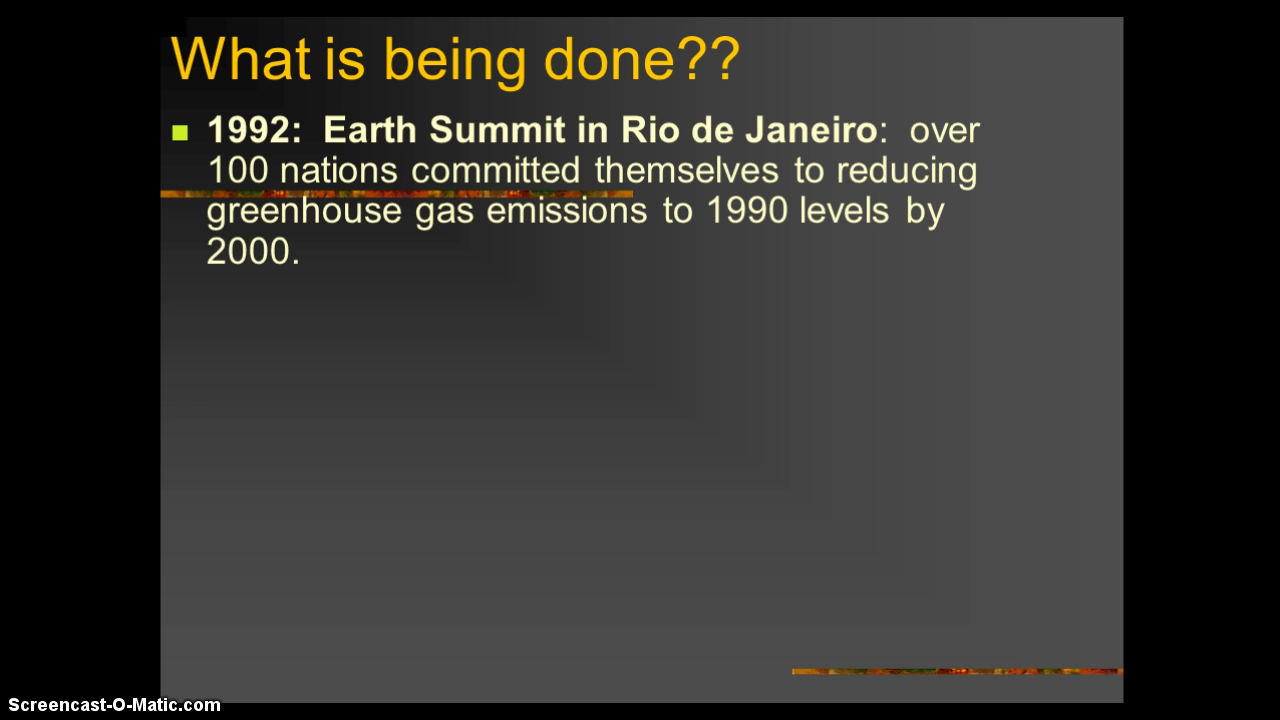 What is being done??
1992: Earth Summit in Rio de Janeiro: over
100 nations committed themselves to reducing
greenhouse gas emissions to 1990 levels by
2000.
Screencast-O-Matic.com